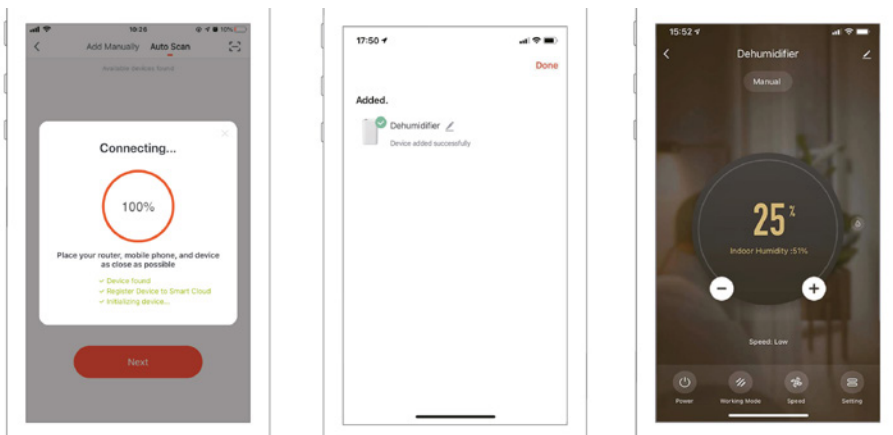 10:26
10%
Add Manually Auto Scan
Available devices found
Connecting...
100%
Place your router, mobile phone, and device
as close as possible
✓ Device found
✓ Register Device to Smart Cloud
✓ Initializing device...
Next
17:50
Done
Added.
Dehumidifier
Device added successfully
15:52
Dehumidifier
Manual
25%
Indoor Humidity :51%
Speed: Low
Power Working Mode Speed Setting